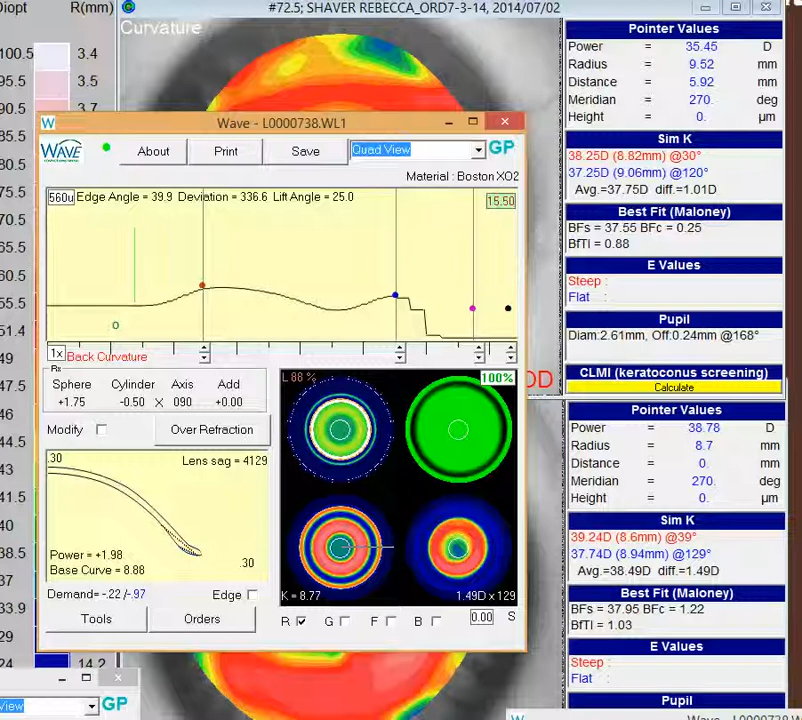 Diopt R(mm) #72.5; SHAVER REBECCA_ORD7-3-14, 2014/07/02
Curvature
100.5 3.4
95.5 3.5
90.5 3.7
85.5
80.5
75.5
70.5
65.5
60.5
55.5
51.4
49
47.5
46
44.5
43
41.5
40
38.5
37
33.9
29
24 14.2
Wave - L0000738.WL1
WAVE
About Print Save Quad View GP
Material : Boston XO2
560u Edge Angle = 39.9 Deviation = 336.6 Lift Angle = 25.0 15.50
1x Back Curvature
Rx
Sphere Cylinder Axis Add
+1.75 -0.50 X 090 +0.00
Modify Over Refraction
.30 Lens sag = 4129
Power = +1.98
Base Curve = 8.88 .30
Demand=-.22 /-.97 Edge
Tools Orders
L 88 % 100%
K = 8.77 1.49D x 129
R G F B 0.00 S
OD
View GP
Pointer Values
Power = 35.45 D
Radius = 9.52 mm
Distance = 5.92 mm
Meridian = 270. deg
Height = 0. µm
Sim K
38.25D (8.82mm) @30°
37.25D (9.06mm) @120°
Avg.=37.75D diff.=1.01D
Best Fit (Maloney)
BFs = 37.55 BFc = 0.25
BfTI = 0.88
E Values
Steep :
Flat :
Pupil
Diam:2.61mm, Off:0.24mm @168°
CLMI (keratoconus screening)
Calculate
Pointer Values
Power = 38.78 D
Radius = 8.7 mm
Distance = 0. mm
Meridian = 270. deg
Height = 0. µm
Sim K
39.24D (8.6mm) @39°
37.74D (8.94mm) @129°
Avg.=38.49D diff.=1.49D
Best Fit (Maloney)
BFs = 37.95 BFc = 1.22
BfTI = 1.03
E Values
Steep :
Flat :
Pupil